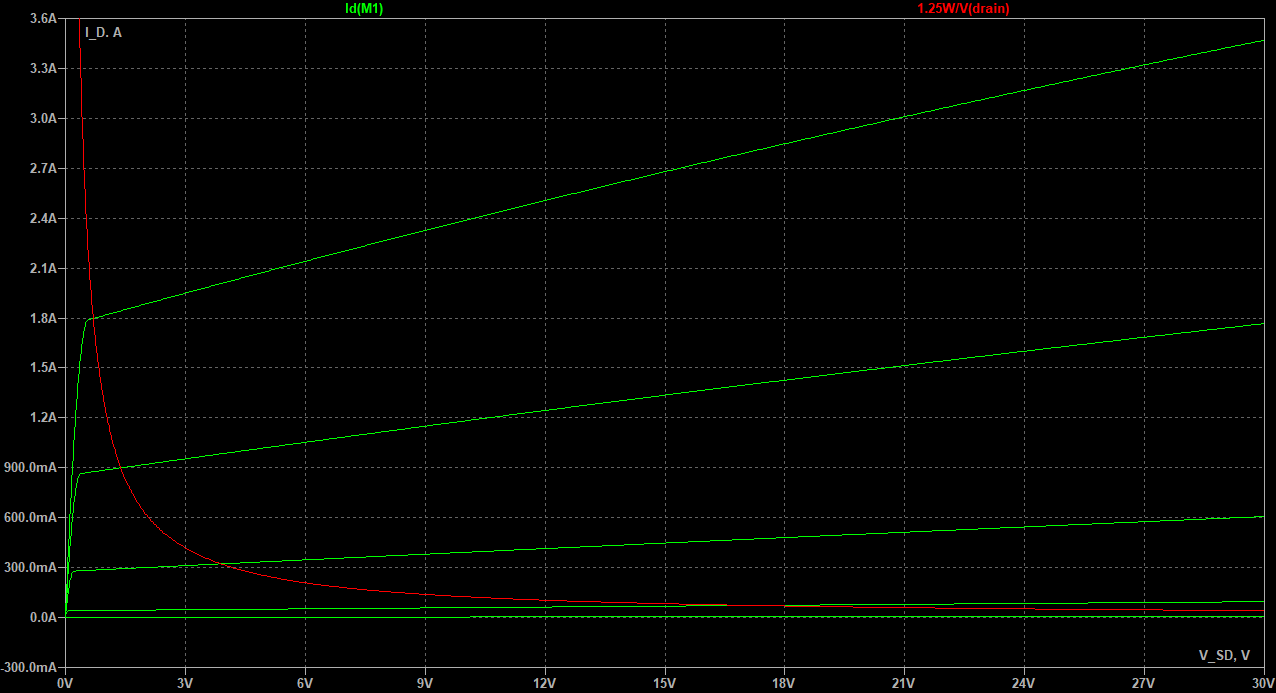 Id(M1) 1.25W/V(drain)
3.6A
I_D. A
3.3A
3.0A
2.7A
2.4A
2.1A
1.8A
1.5A
1.2A
900.0mA
600.0mA
300.0mA
0.0A
V_SD, V
-300.0mA
0V 3V 6V 9V 12V 15V 18V 21V 24V 27V 30V